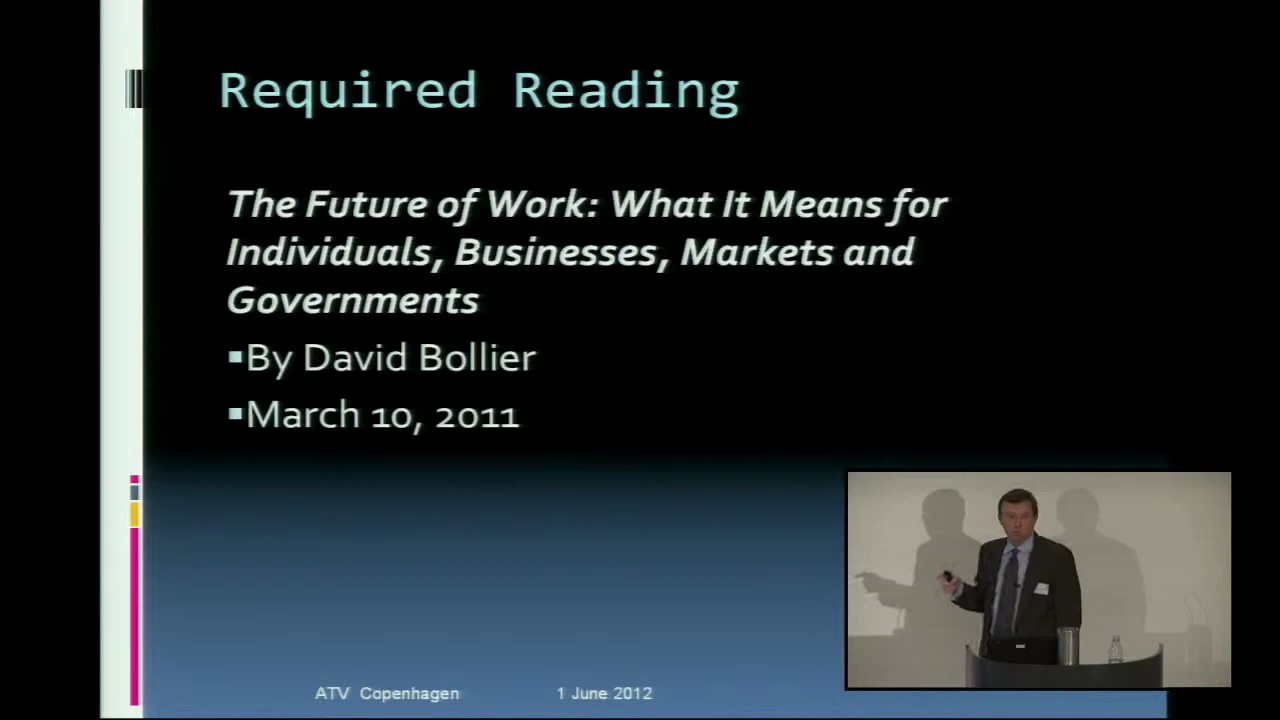 Required Reading
The Future of Work: What It Means for
Individuals, Businesses, Markets and
Governments
▪By David Bollier
▪March 10, 2011
ATV Copenhagen 1 June 2012